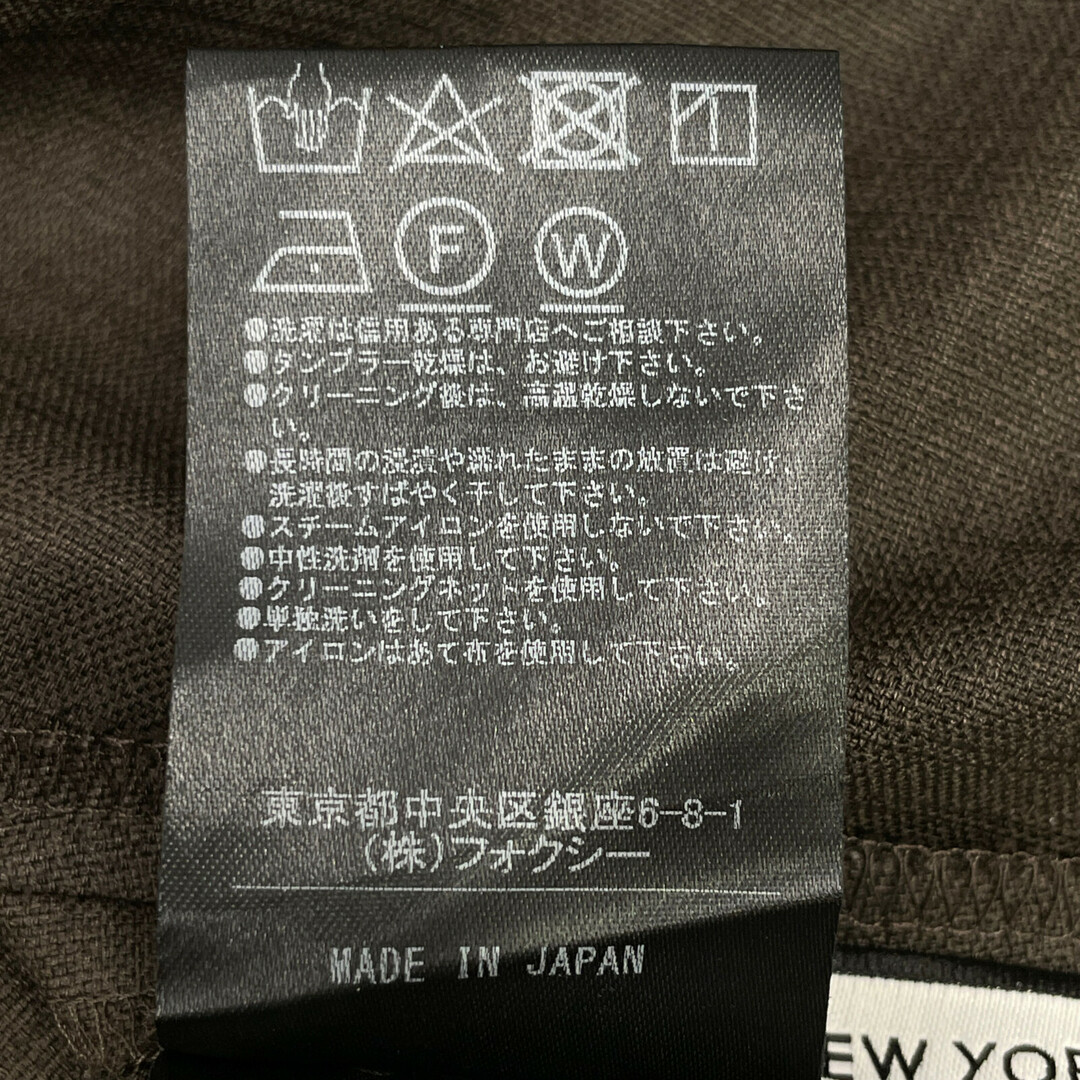 F W
●洗濯は信用ある専門店へご相談下さい。
●タンブラー乾燥は、お避け下さい。
●クリーニング後は、高温乾燥しないで下さ
い。
●長時間の浸漬や濡れたままの放置は避け、
洗濯後すばやく干して下さい。
●スチームアイロンを使用しないで下さい。
●中性洗剤を使用して下さい。
●クリーニングネットを使用して下さい。
●単独洗いをして下さい。
●アイロンはあて布を使用して下さい。
東京都中央区銀座6-8-1
(株)フォクシー
MADE IN JAPAN
EW YOR